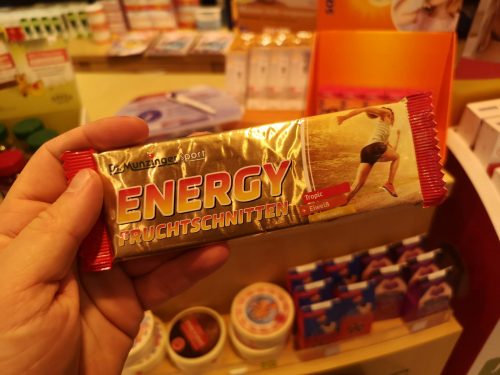 Dr. Munzinger Sport
ENERGY
FRUCHTSCHNITTEN
Tropic
+ Eiweiß